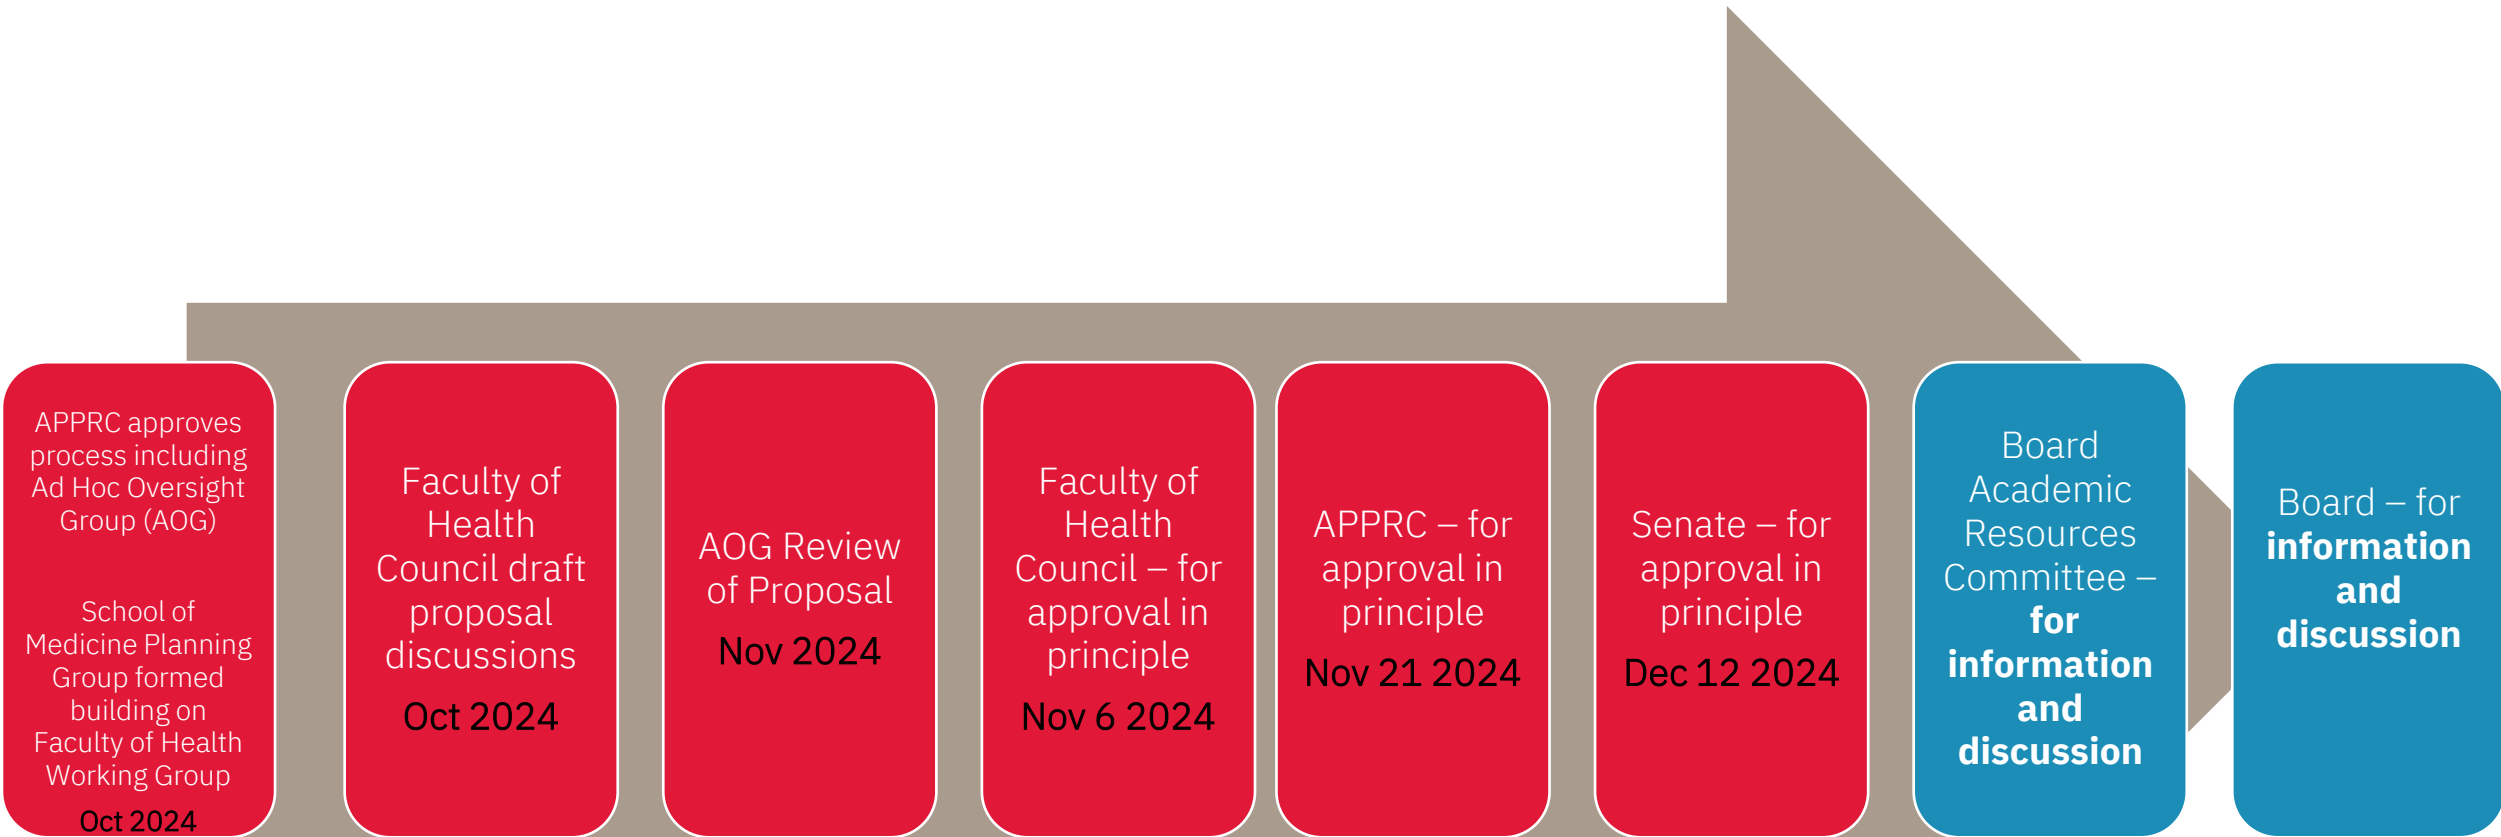 APPRC approves
process including
Ad Hoc Oversight
Group (AOG)
School of
Medicine Planning
Group formed
building on
Faculty of Health
Working Group
Oct 2024
Faculty of
Health
Council draft
proposal
discussions
Oct 2024
AOG Review
of Proposal
Nov 2024
Faculty of
Health
Council – for
approval in
principle
Nov 6 2024
APPRC – for
approval in
principle
Nov 21 2024
Senate – for
approval in
principle
Dec 12 2024
Board
Academic
Resources
Committee –
for
information
and
discussion
Board – for
information
and
discussion